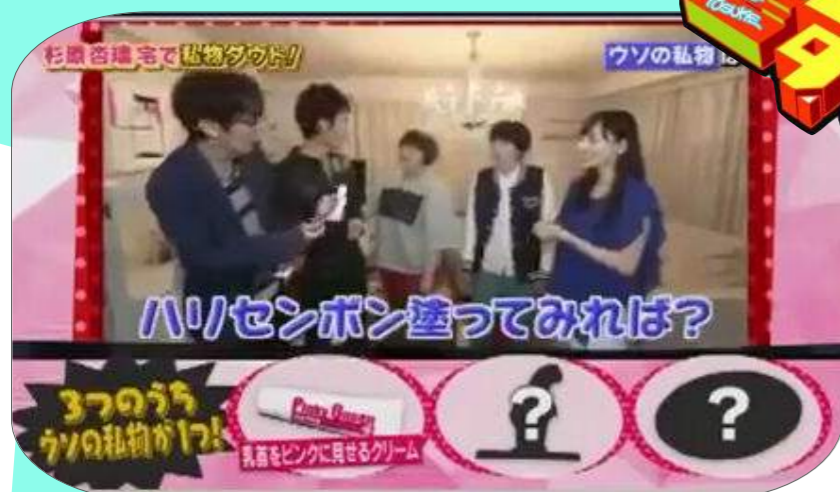 杉原杏璃宅で私物ダウト!
ウソの私物は
YOSUKE
ハリセンボン塗ってみれば?
3つのうち
ウソの私物が1つ!
乳首をピンクに見せるクリーム
?
?